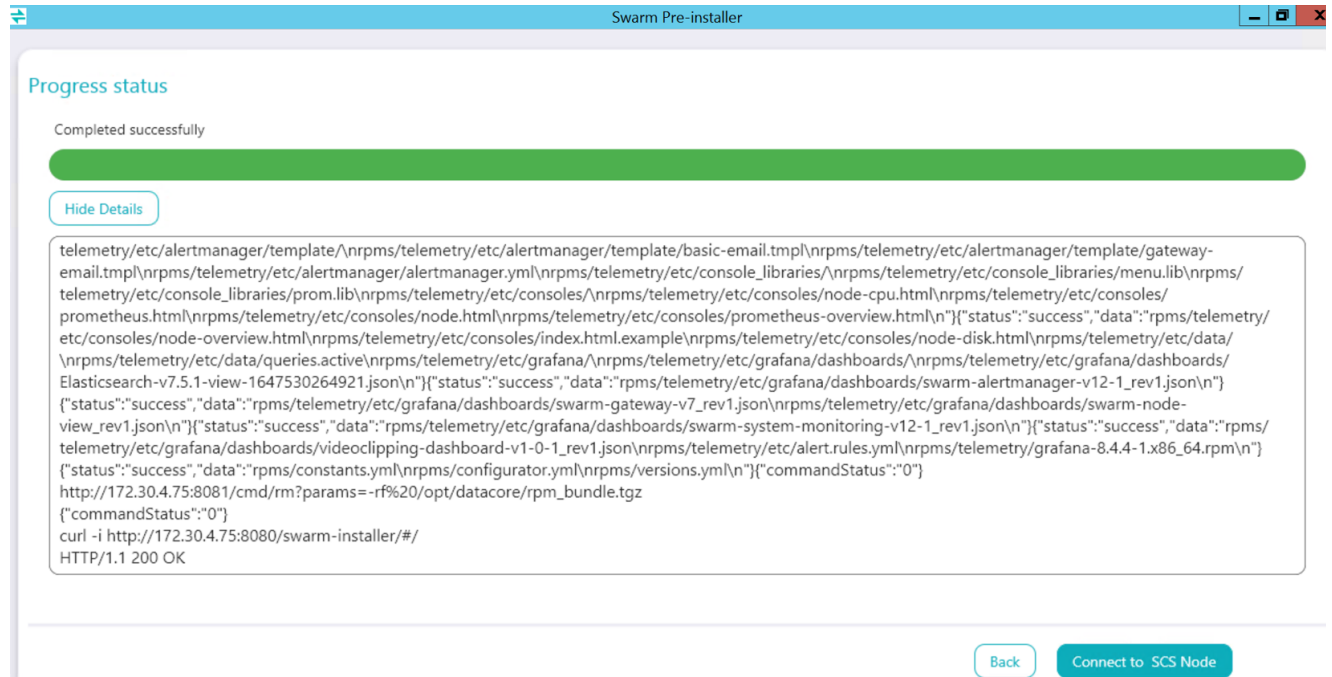 Swarm Pre-installer
Progress status
Completed successfully
Hide Details
telemetry/etc/alertmanager/template/\nrpms/telemetry/etc/alertmanager/template/basic-email.tmpl\nrpms/telemetry/etc/alertmanager/template/gateway-
email.tmpl\nrpms/telemetry/etc/alertmanager/alertmanager.yml\nrpms/telemetry/etc/console_libraries/\nrpms/telemetry/etc/console_libraries/menu.lib\nrpms/
telemetry/etc/console_libraries/prom.lib\nrpms/telemetry/etc/consoles/\nrpms/telemetry/etc/consoles/node-cpu.html\nrpms/telemetry/etc/consoles/
prometheus.html\nrpms/telemetry/etc/consoles/node.html\nrpms/telemetry/etc/consoles/prometheus-overview.html\n"}{"status":"success","data":"rpms/telemetry/
etc/consoles/node-overview.html\nrpms/telemetry/etc/consoles/index.html.example\nrpms/telemetry/etc/consoles/node-disk.html\nrpms/telemetry/etc/data/
\nrpms/telemetry/etc/data/queries.active\nrpms/telemetry/etc/grafana/\nrpms/telemetry/etc/grafana/dashboards/\nrpms/telemetry/etc/grafana/dashboards/
Elasticsearch-v7.5.1-view-1647530264921.json\n"}{"status":"success","data":"rpms/telemetry/etc/grafana/dashboards/swarm-alertmanager-v12-1_rev1.json\n"}
{"status":"success","data":"rpms/telemetry/etc/grafana/dashboards/swarm-gateway-v7_rev1.json\nrpms/telemetry/etc/grafana/dashboards/swarm-node-
view_rev1.json\n"}{"status":"success","data":"rpms/telemetry/etc/grafana/dashboards/swarm-system-monitoring-v12-1_rev1.json\n"}{"status":"success","data":"rpms/
telemetry/etc/grafana/dashboards/videoclipping-dashboard-v1-0-1_rev1.json\nrpms/telemetry/etc/alert.rules.yml\nrpms/telemetry/grafana-8.4.4-1.x86_64.rpm\n"}
{"status":"success","data":"rpms/constants.yml\nrpms/configurator.yml\nrpms/versions.yml\n"}{"commandStatus":"0"}
http://172.30.4.75:8081/cmd/rm?params=-rf%20/opt/datacore/rpm_bundle.tgz
{"commandStatus":"0"}
curl -i http://172.30.4.75:8080/swarm-installer/#/
HTTP/1.1 200 OK
Back
Connect to SCS Node